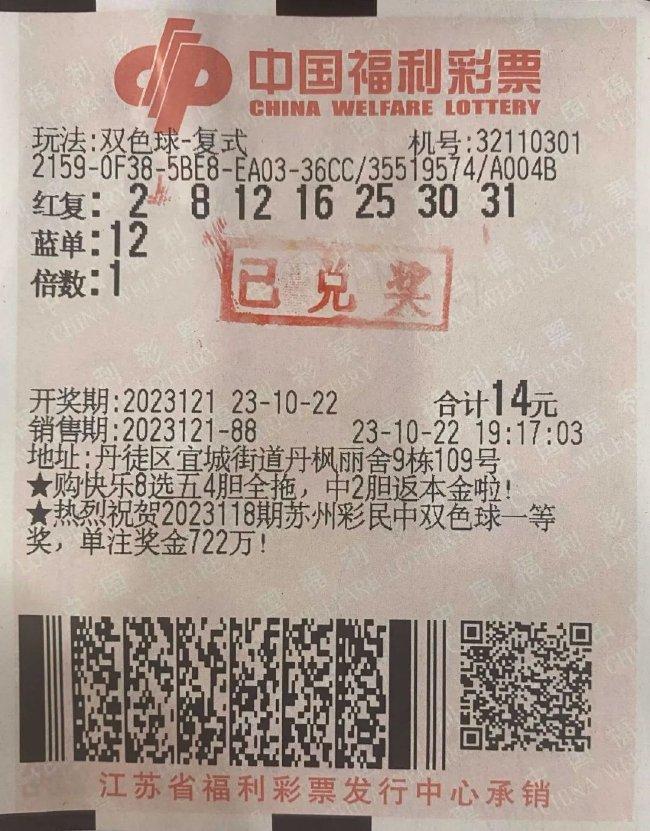 中国福利彩票
CHINA WELFARE LOTTERY
玩法:双色球-复式 机号:32110301
2159-0F38-5BE8-EA03-36CC/35519574/A004B
红复: 2 8 12 16 25 30 31
蓝单:12
倍数:1
已兑奖
开奖期:2023121 23-10-22 合计14元
销售期:2023121-88 23-10-22 19:17:03
地址:丹徒区宜城街道丹枫丽舍9栋109号
★购快乐8选五4胆全拖，中2胆返本金啦!
★热烈祝贺2023118期苏州彩民中双色球一等
奖，单注奖金722万!
江苏省福利彩票发行中心承销